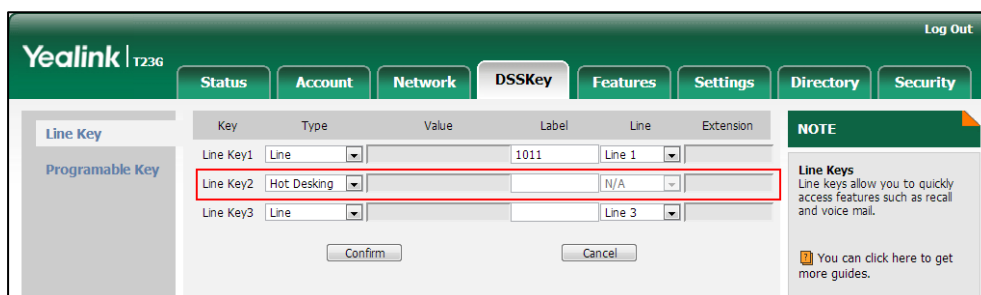 Log Out
Yealink | T23G
Status Account Network DSSKey Features Settings Directory Security
Line Key
Programable Key
Key Type Value Label Line Extension
Line Key1 Line 1011 Line 1
Line Key2 Hot Desking N/A
Line Key3 Line Line 3
Confirm Cancel
NOTE
Line Keys
Line keys allow you to quickly
access features such as recall
and voice mail.
? You can click here to get
more guides.